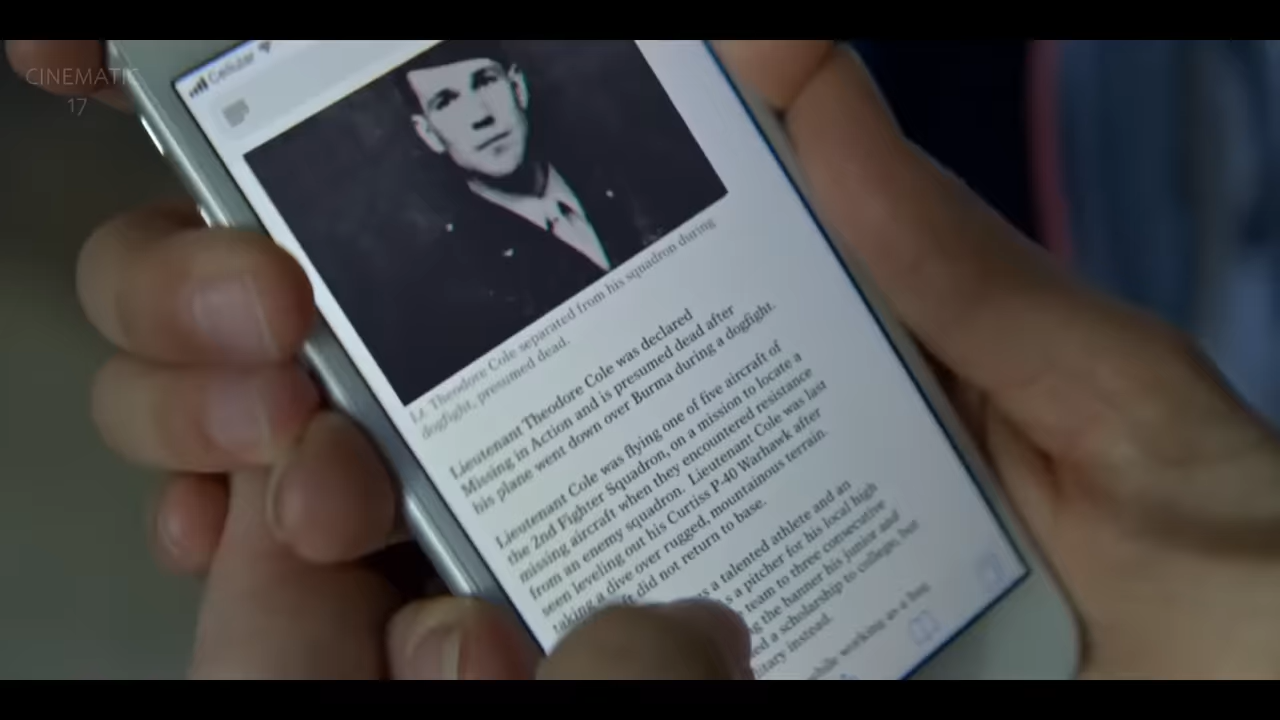 CINEMATIC
17
Cellular
Lt. Theodore Cole separated from his squadron during
dogfight, presumed dead.
Lieutenant Theodore Cole was declared
Missing in Action and is presumed dead after
his plane went down over Burma during a dogfight.
Lieutenant Cole was flying one of five aircraft of
the 2nd Fighter Squadron, on a mission to locate a
missing aircraft when they encountered resistance
from an enemy squadron. Lieutenant Cole was last
seen leveling out his Curtiss P-40 Warhawk after
taking a dive over rugged, mountainous terrain.
did not return to base.
a talented athlete and an
a pitcher for his local high
team to three consecutive
the banner his junior and
a scholarship to college, but
instead.
while working as a